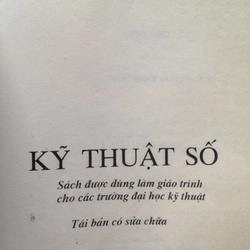 KỸ THUẬT SỐ
Sách được dùng làm giáo trình
cho các trường đại học kỹ thuật
Tái bản có sửa chữa